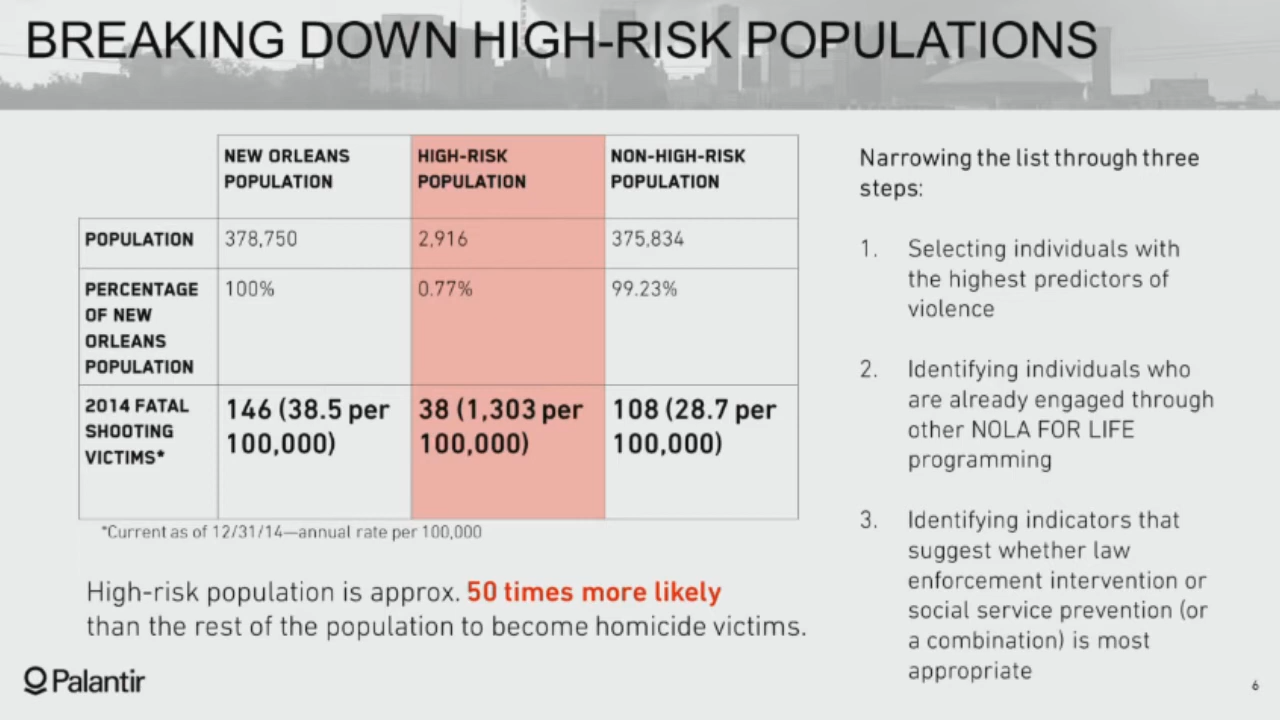 BREAKING DOWN HIGH-RISK POPULATIONS
NEW ORLEANS
POPULATION
HIGH-RISK
POPULATION
NON-HIGH-RISK
POPULATION
POPULATION
378,750
2,916
375,834
PERCENTAGE
OF NEW
ORLEANS
POPULATION
100%
0.77%
99.23%
2014 FATAL
SHOOTING
VICTIMS*
146 (38.5 per
100,000)
38 (1,303 per
100,000)
108 (28.7 per
100,000)
*Current as of 12/31/14—annual rate per 100,000
High-risk population is approx. 50 times more likely
than the rest of the population to become homicide victims.
Narrowing the list through three
steps:
1. Selecting individuals with
the highest predictors of
violence
2. Identifying individuals who
are already engaged through
other NOLA FOR LIFE
programming
3. Identifying indicators that
suggest whether law
enforcement intervention or
social service prevention (or
a combination) is most
appropriate
Palantir
6